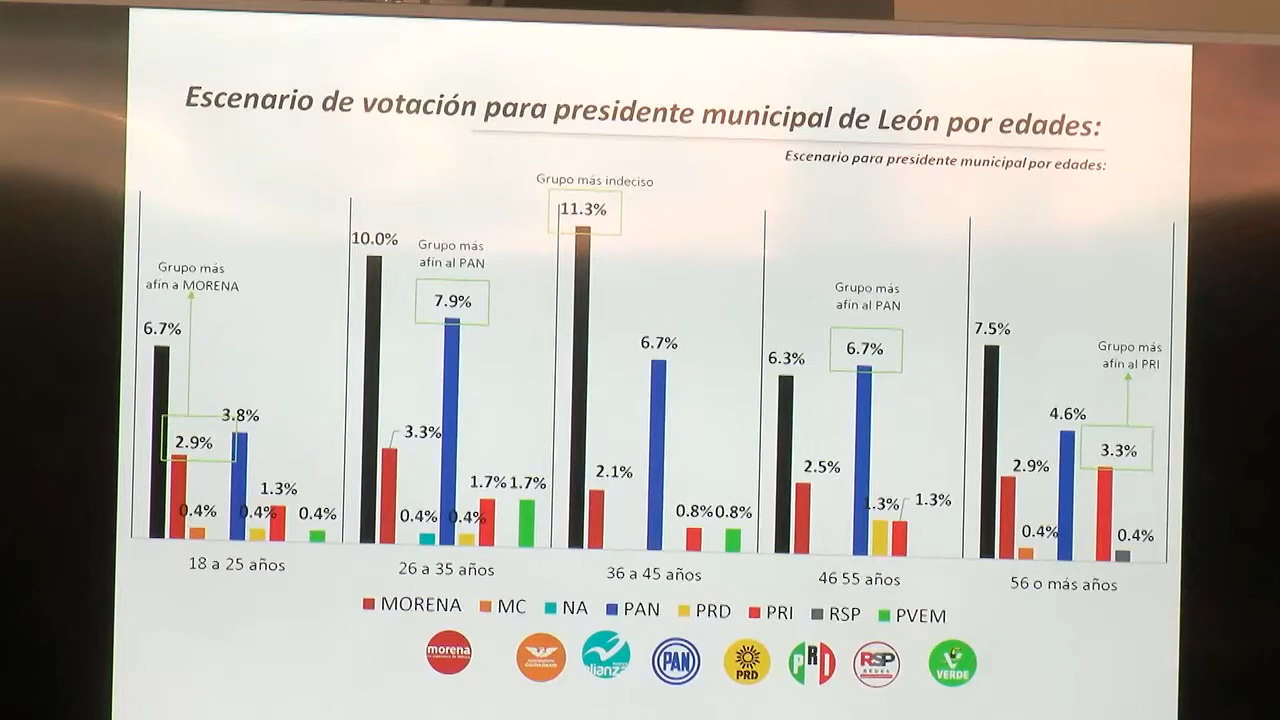 Escenario de votación para presidente municipal de León por edades:
Escenario para presidente municipal por edades:
Grupo más
afín a MORENA
6.7%
2.9%
0.4%
3.8%
0.4%
1.3%
0.4%
18 a 25 años
10.0%
3.3%
0.4%
Grupo más
afín al PAN
7.9%
0.4%
1.7%
1.7%
26 a 35 años
Grupo más indeciso
11.3%
2.1%
6.7%
0.8%
0.8%
36 a 45 años
6.3%
2.5%
Grupo más
afín al PAN
6.7%
1.3%
1.3%
46 55 años
7.5%
2.9%
0.4%
4.6%
Grupo más
afín al PRI
3.3%
0.4%
56 o más años
MORENA MC NA PAN PRD PRI RSP PVEM
morena
alianza
PAN
PRD
PRI
RSP
VERDE